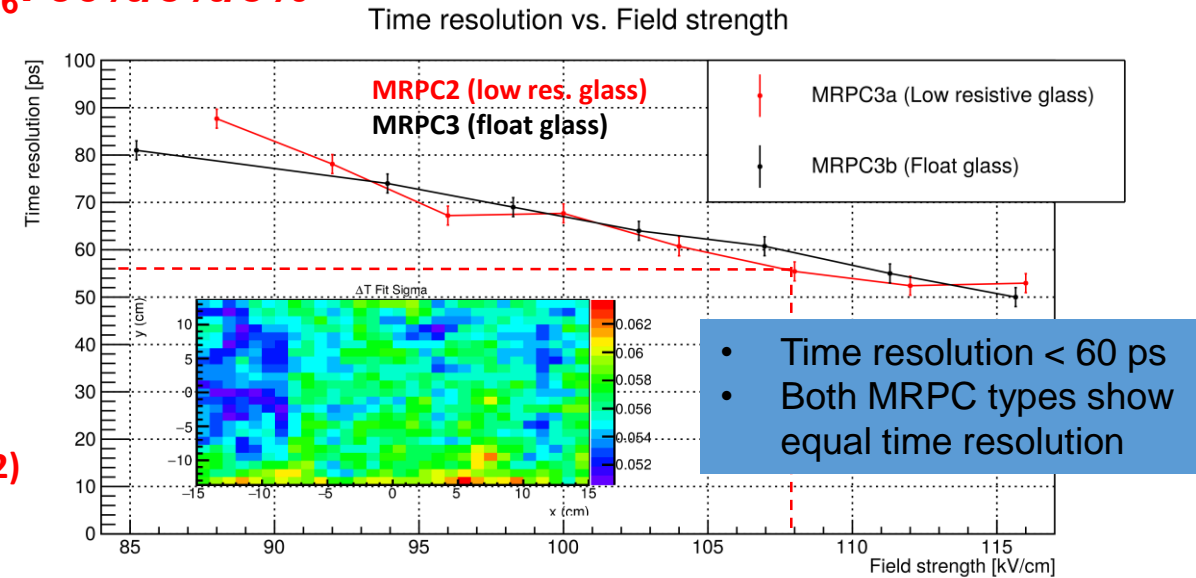 Time resolution vs. Field strength
Time resolution [ps]
100
90
80
70
60
50
40
30
20
10
0
MRPC2 (low res. glass)
MRPC3 (float glass)
MRPC3a (Low resistive glass)
MRPC3b (Float glass)
ΔT Fit Sigma
y (cm)
10
5
-0
−5
−10
−15
−10
−5
0
5
10
15
x (cm)
0.062
0.06
0.058
0.056
0.054
0.052
• Time resolution < 60 ps
• Both MRPC types show
equal time resolution
2)
85
90
95
100
105
110
115
Field strength [kV/cm]